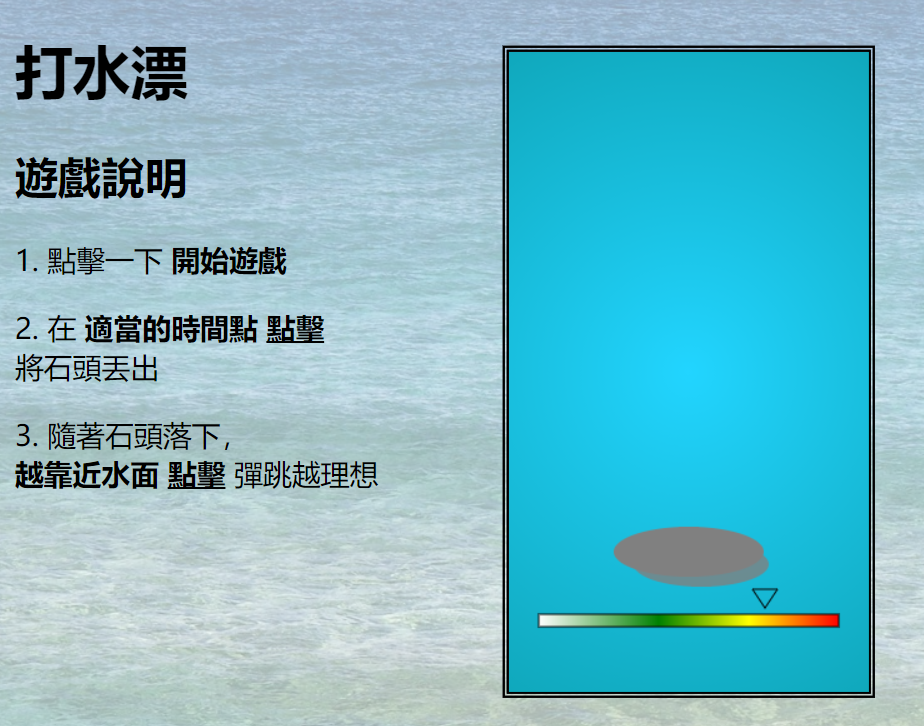 打水漂
遊戲說明
1. 點擊一下 開始遊戲
2. 在 適當的時間點 點擊
將石頭丟出
3. 隨著石頭落下，
越靠近水面 點擊 彈跳越理想